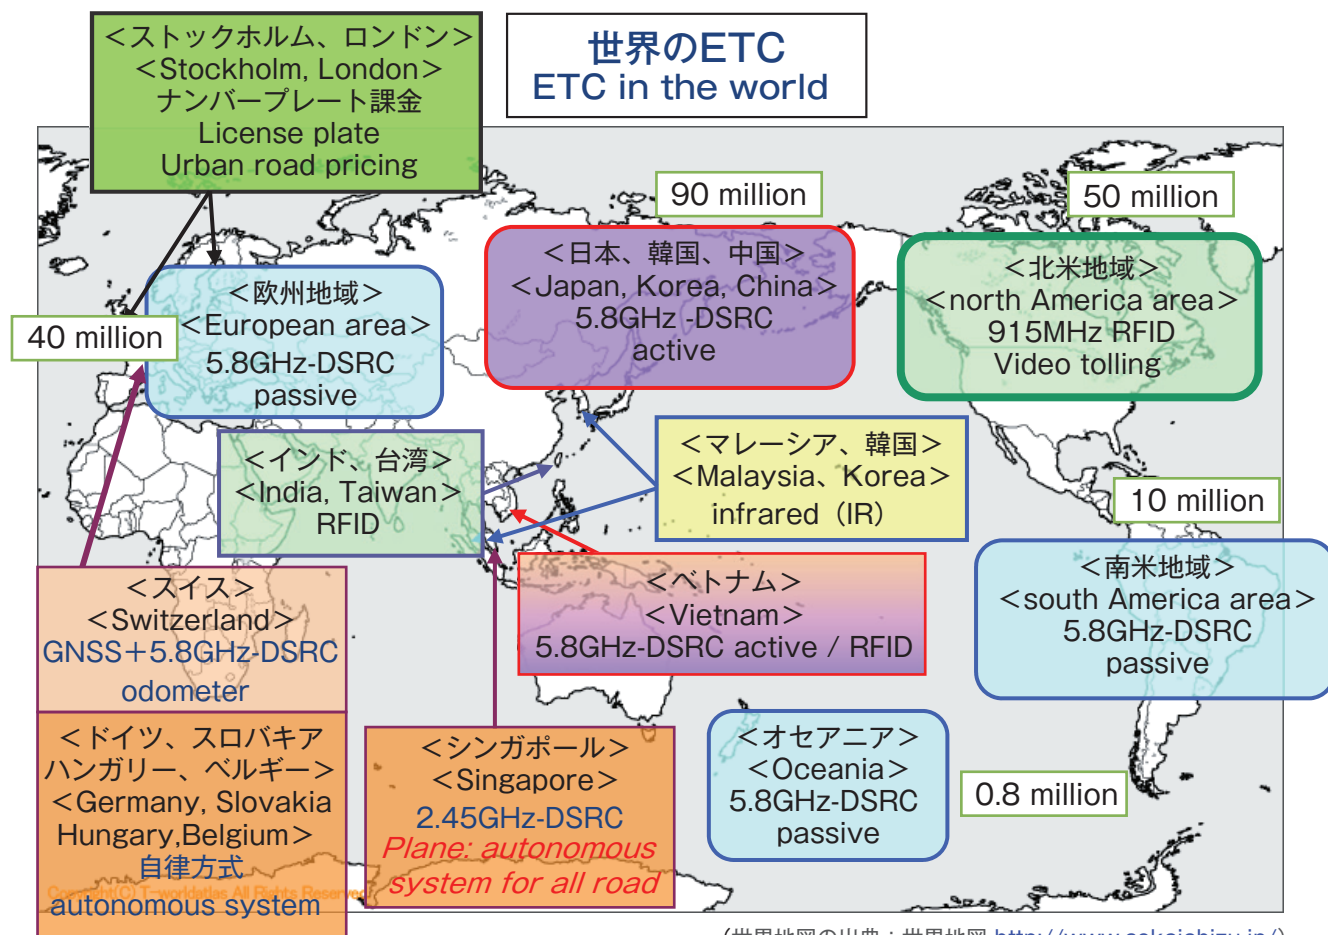 世界のETC
ETC in the world
<ストックホルム、ロンドン>
<Stockholm, London>
ナンバープレート課金
License plate
Urban road pricing
90 million
50 million
40 million
<欧州地域>
<European area>
5.8GHz-DSRC
passive
<日本、韓国、中国>
<Japan, Korea, China>
5.8GHz -DSRC
active
<北米地域>
<north America area>
915MHz RFID
Video tolling
<インド、台湾>
<India, Taiwan>
RFID
<マレーシア、韓国>
<Malaysia、Korea>
infrared（IR）
10 million
<スイス>
<Switzerland>
GNSS＋5.8GHz-DSRC
odometer
<ベトナム>
<Vietnam>
5.8GHz-DSRC active / RFID
<南米地域>
<south America area>
5.8GHz-DSRC
passive
<ドイツ、スロバキア
ハンガリー、ベルギー>
<Germany, Slovakia
Hungary,Belgium>
自律方式
autonomous system
<シンガポール>
<Singapore>
2.45GHz-DSRC
Plane: autonomous
system for all road
<オセアニア>
<Oceania>
5.8GHz-DSRC
passive
0.8 million
Copyright(C) T-worldatlas All Rights Reserved